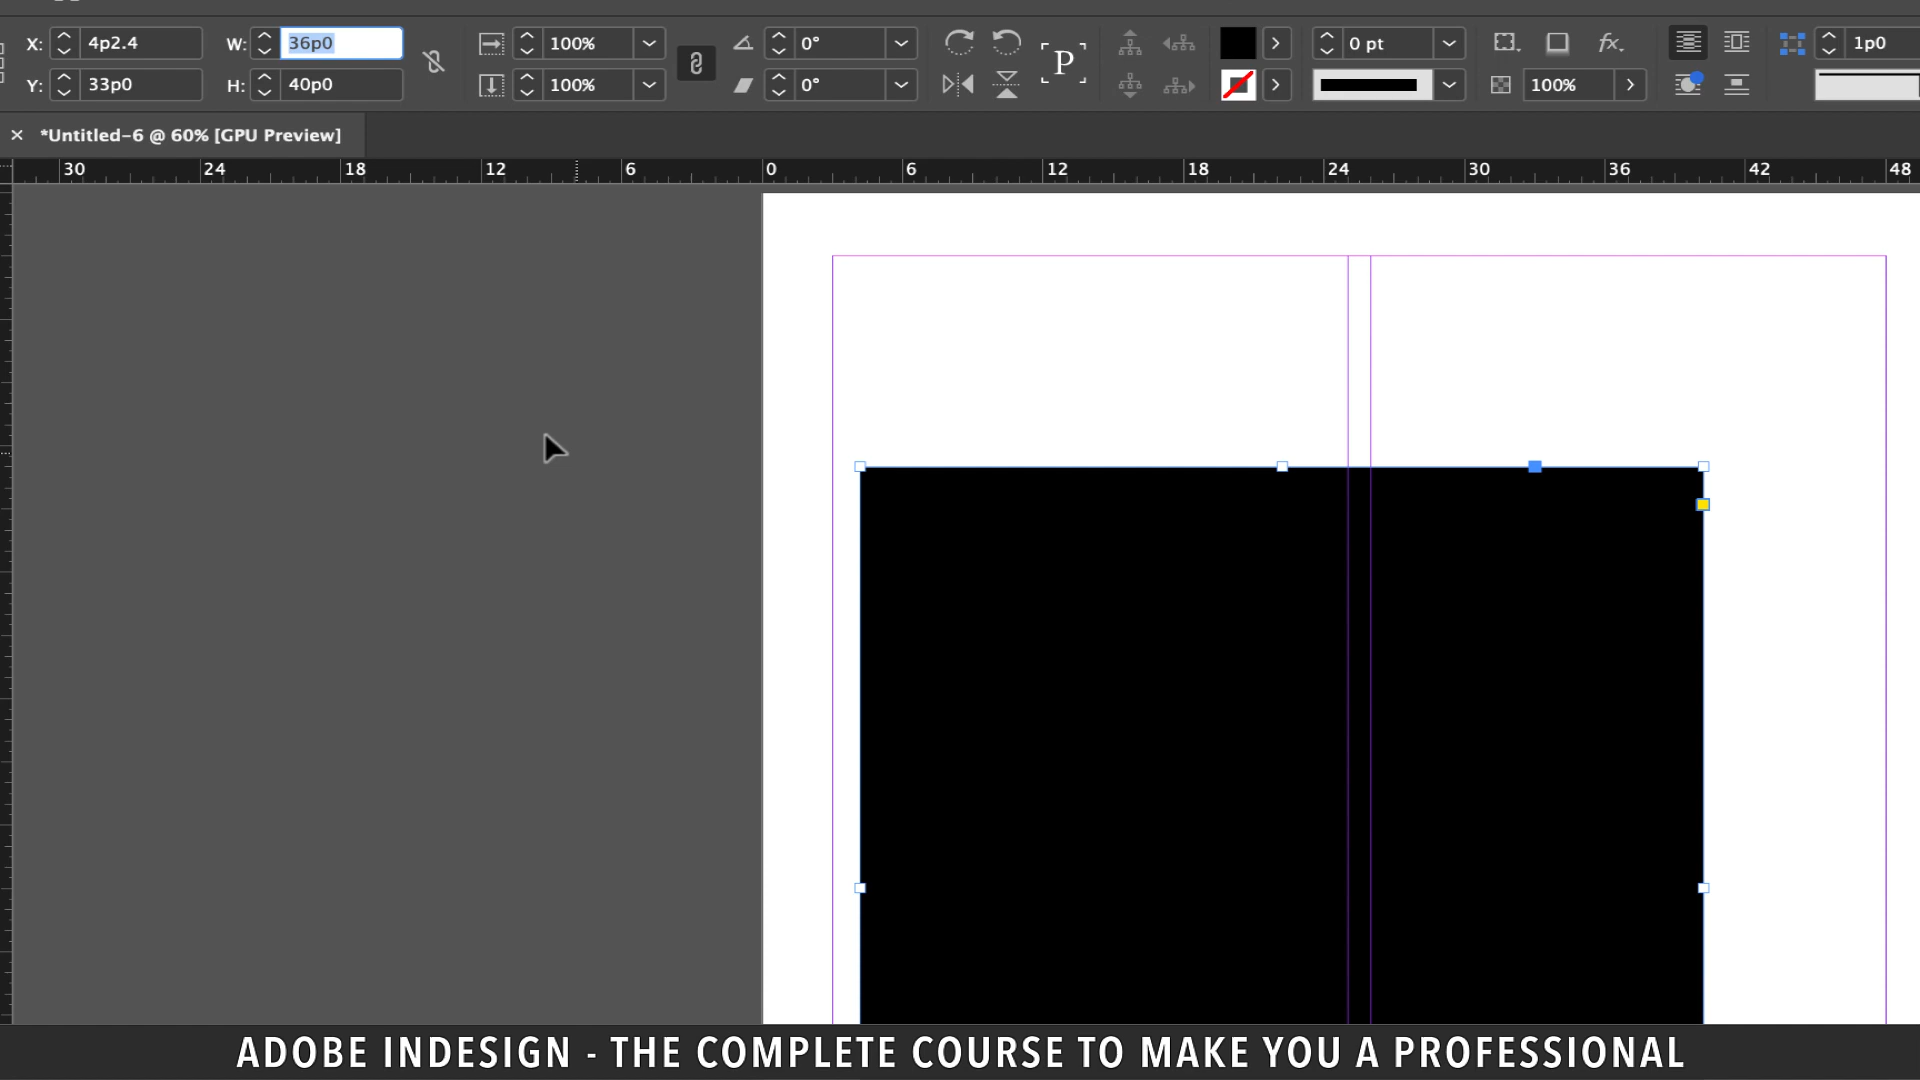 X: 4p2.4 W: 36p0 100% 0° P 0 pt fx. 1p0
Y: 33p0 H: 40p0 100% 0° 100%
× *Untitled-6 @ 60% [GPU Preview]
30 24 18 12 6 0 6 12 18 24 30 36 42 48
ADOBE INDESIGN - THE COMPLETE COURSE TO MAKE YOU A PROFESSIONAL